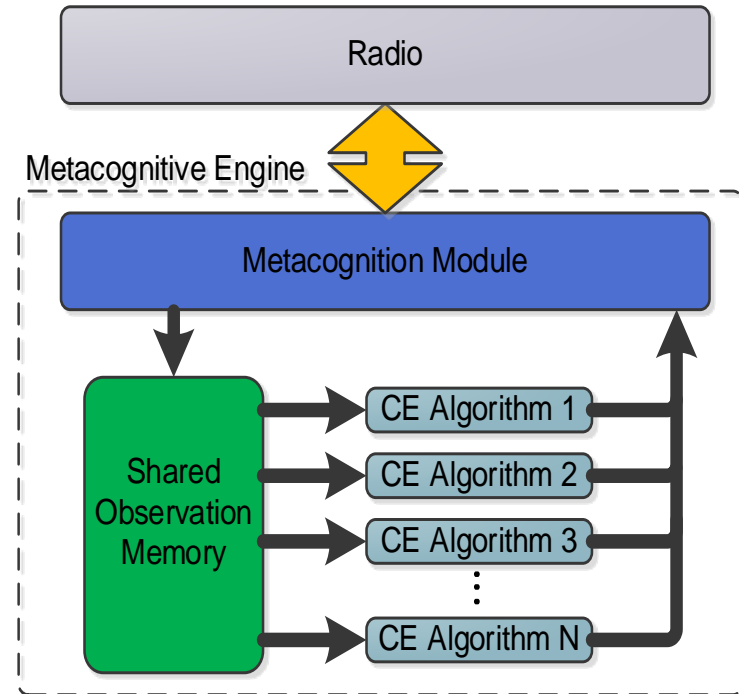 Radio
Metacognitive Engine
Metacognition Module
Shared
Observation
Memory
CE Algorithm 1
CE Algorithm 2
CE Algorithm 3
CE Algorithm N